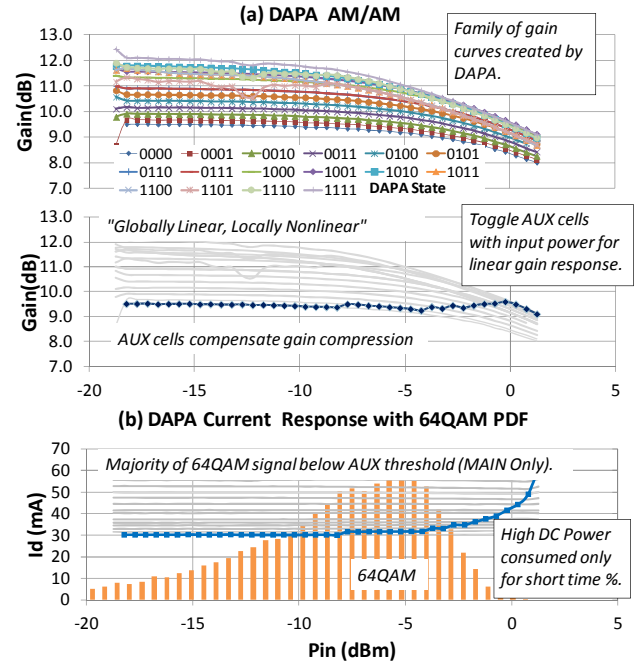 (a) DAPA AM/AM
13.0
12.0
11.0
10.0
9.0
8.0
7.0
Gain(dB)
Family of gain
curves created by
DAPA.
0000 0001 0010 0011 0100 0101
0110 0111 1000 1001 1010 1011
1100 1101 1110 1111 DAPA State
13.0
12.0
11.0
10.0
9.0
8.0
7.0
Gain(dB)
"Globally Linear, Locally Nonlinear"
Toggle AUX cells
with input power for
linear gain response.
AUX cells compensate gain compression
-20 -15 -10 -5 0 5
(b) DAPA Current Response with 64QAM PDF
70
60
50
40
30
20
10
0
Id (mA)
Majority of 64QAM signal below AUX threshold (MAIN Only).
High DC Power
consumed only
for short time %.
64QAM
-20 -15 -10 -5 0 5
Pin (dBm)